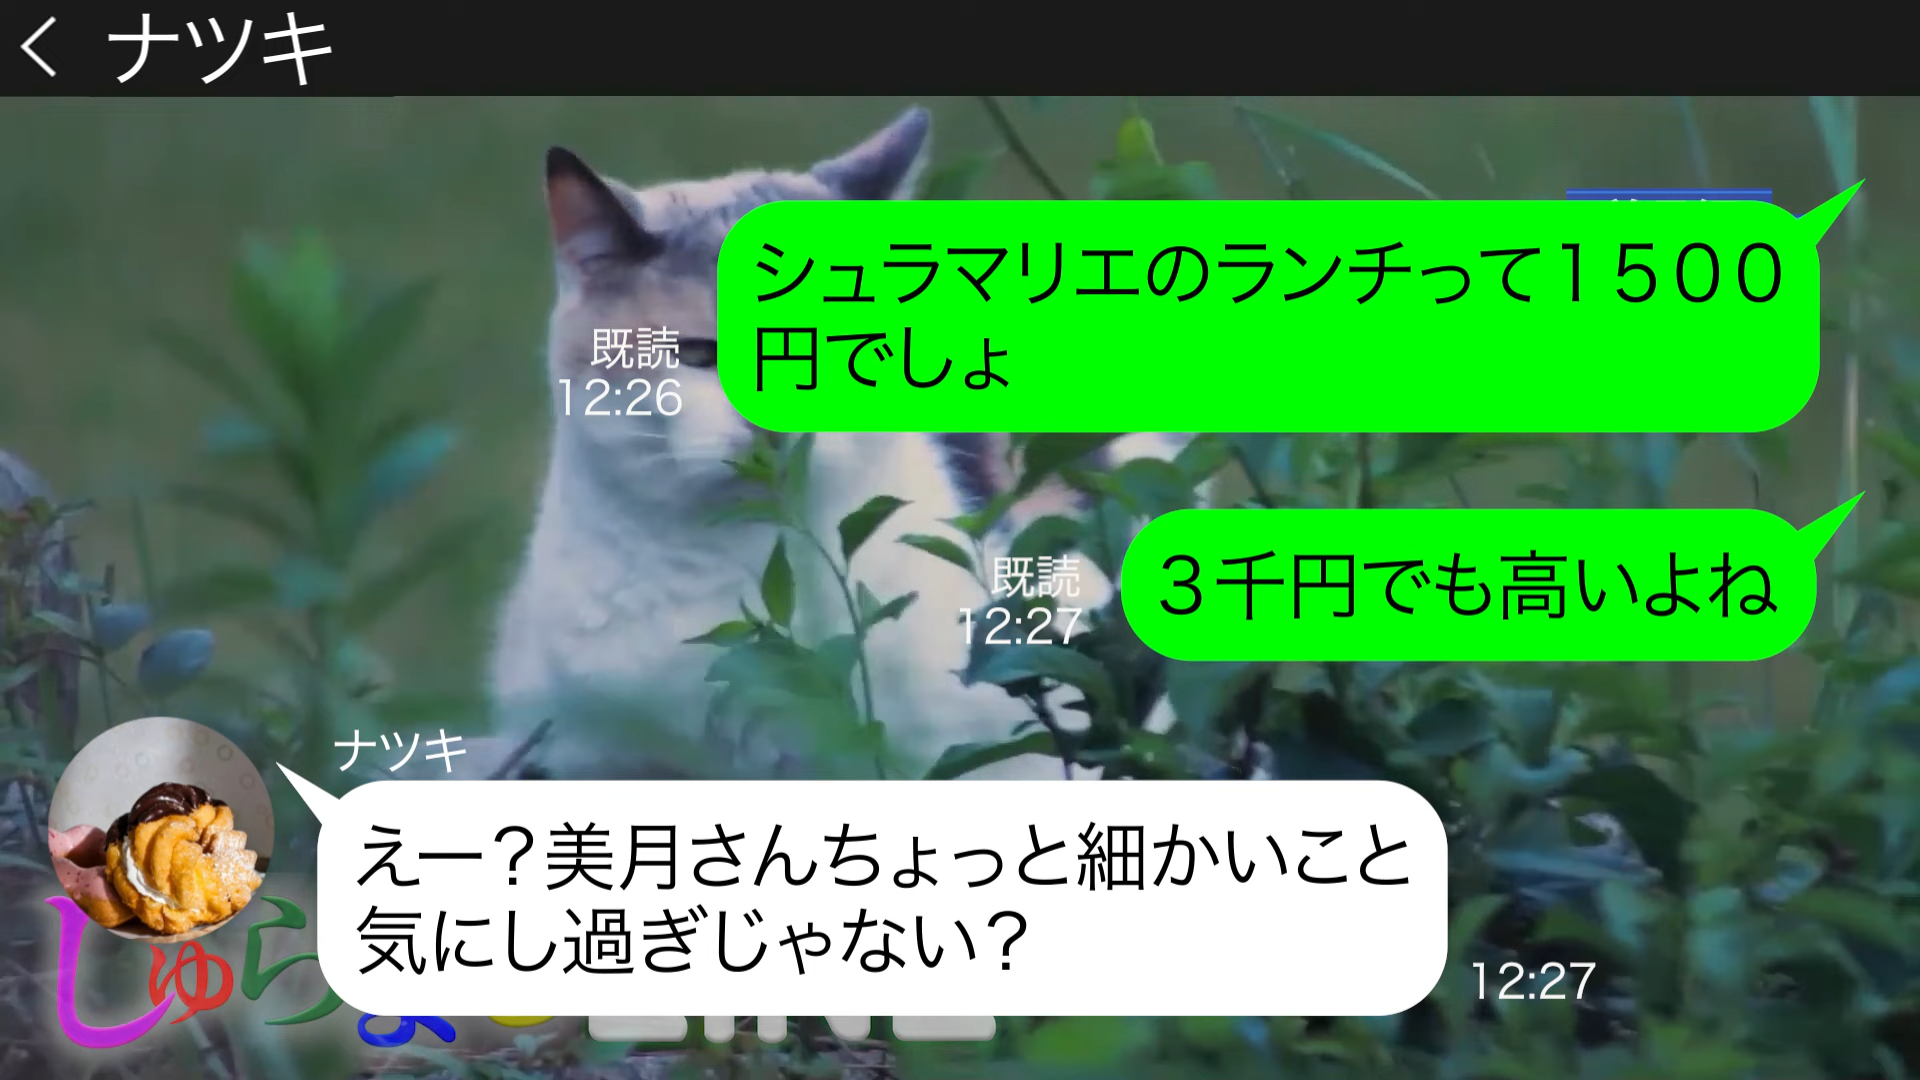 ナツキ
シュラマリエのランチって1500
円でしょ
既読
12:26
3千円でも高いよね
既読
12:27
ナツキ
えー?美月さんちょっと細かいこと
気にし過ぎじゃない?
12:27
しゅら